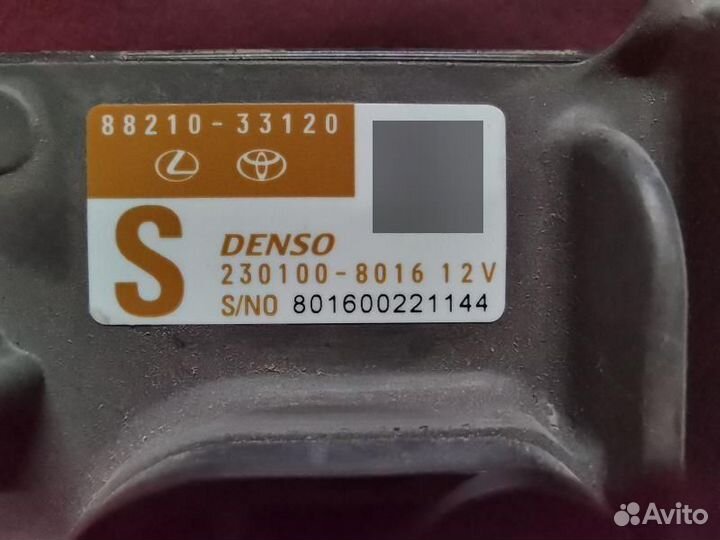 88210-33120
S
DENSO
230100-8016 12V
S/NO 801600221144
Avito